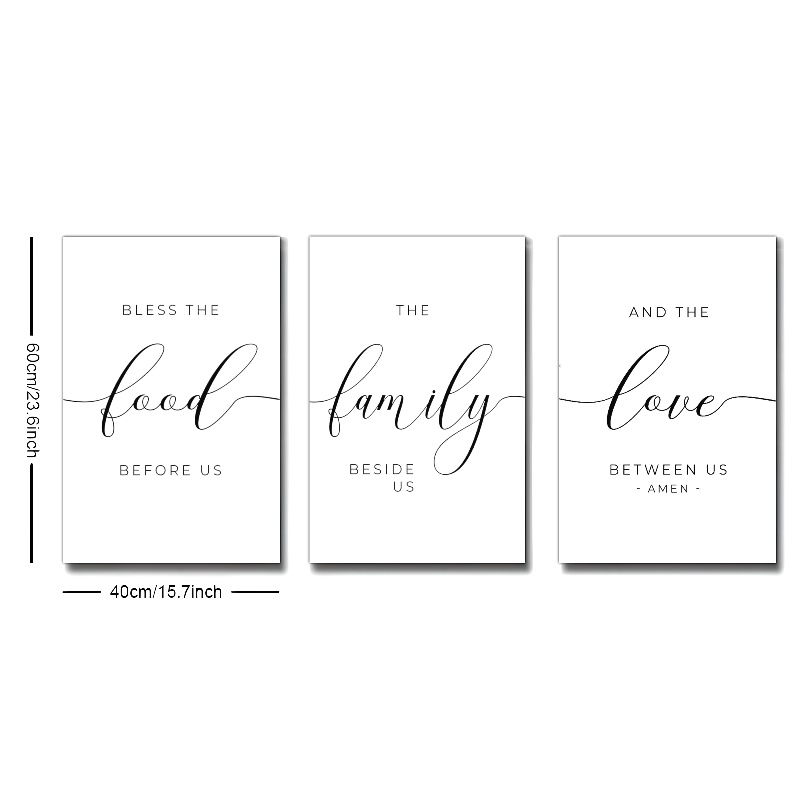 BLESS THE
food
BEFORE US
THE
family
BESIDE
US
AND THE
love
BETWEEN US
- AMEN -
60cm/23.6inch
40cm/15.7inch